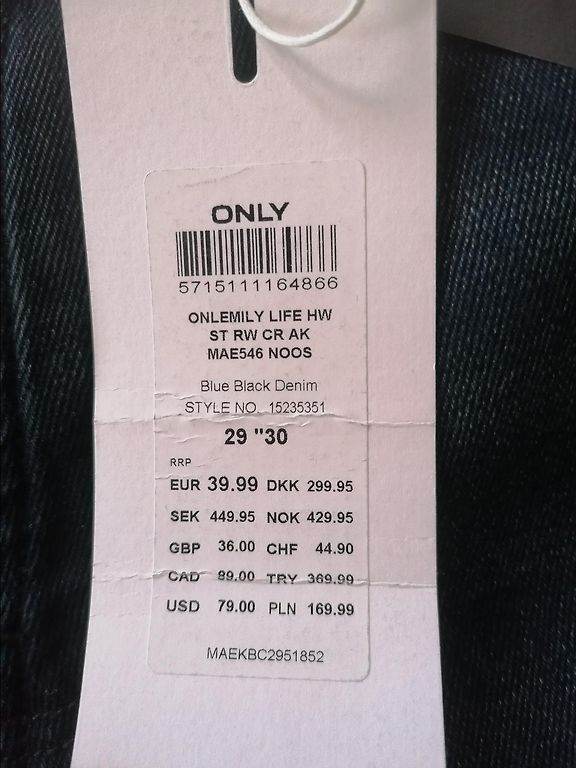 ONLY
5715111164866
ONLEMILY LIFE HW
ST RW CR AK
MAE546 NOOS
Blue Black Denim
STYLE NO. 15235351
29 "30
RRP
EUR 39.99 DKK 299.95
SEK 449.95 NOK 429.95
GBP 36.00 CHF 44.90
CAD 89.00 TRY 369.99
USD 79.00 PLN 169.99
MAEKBC2951852